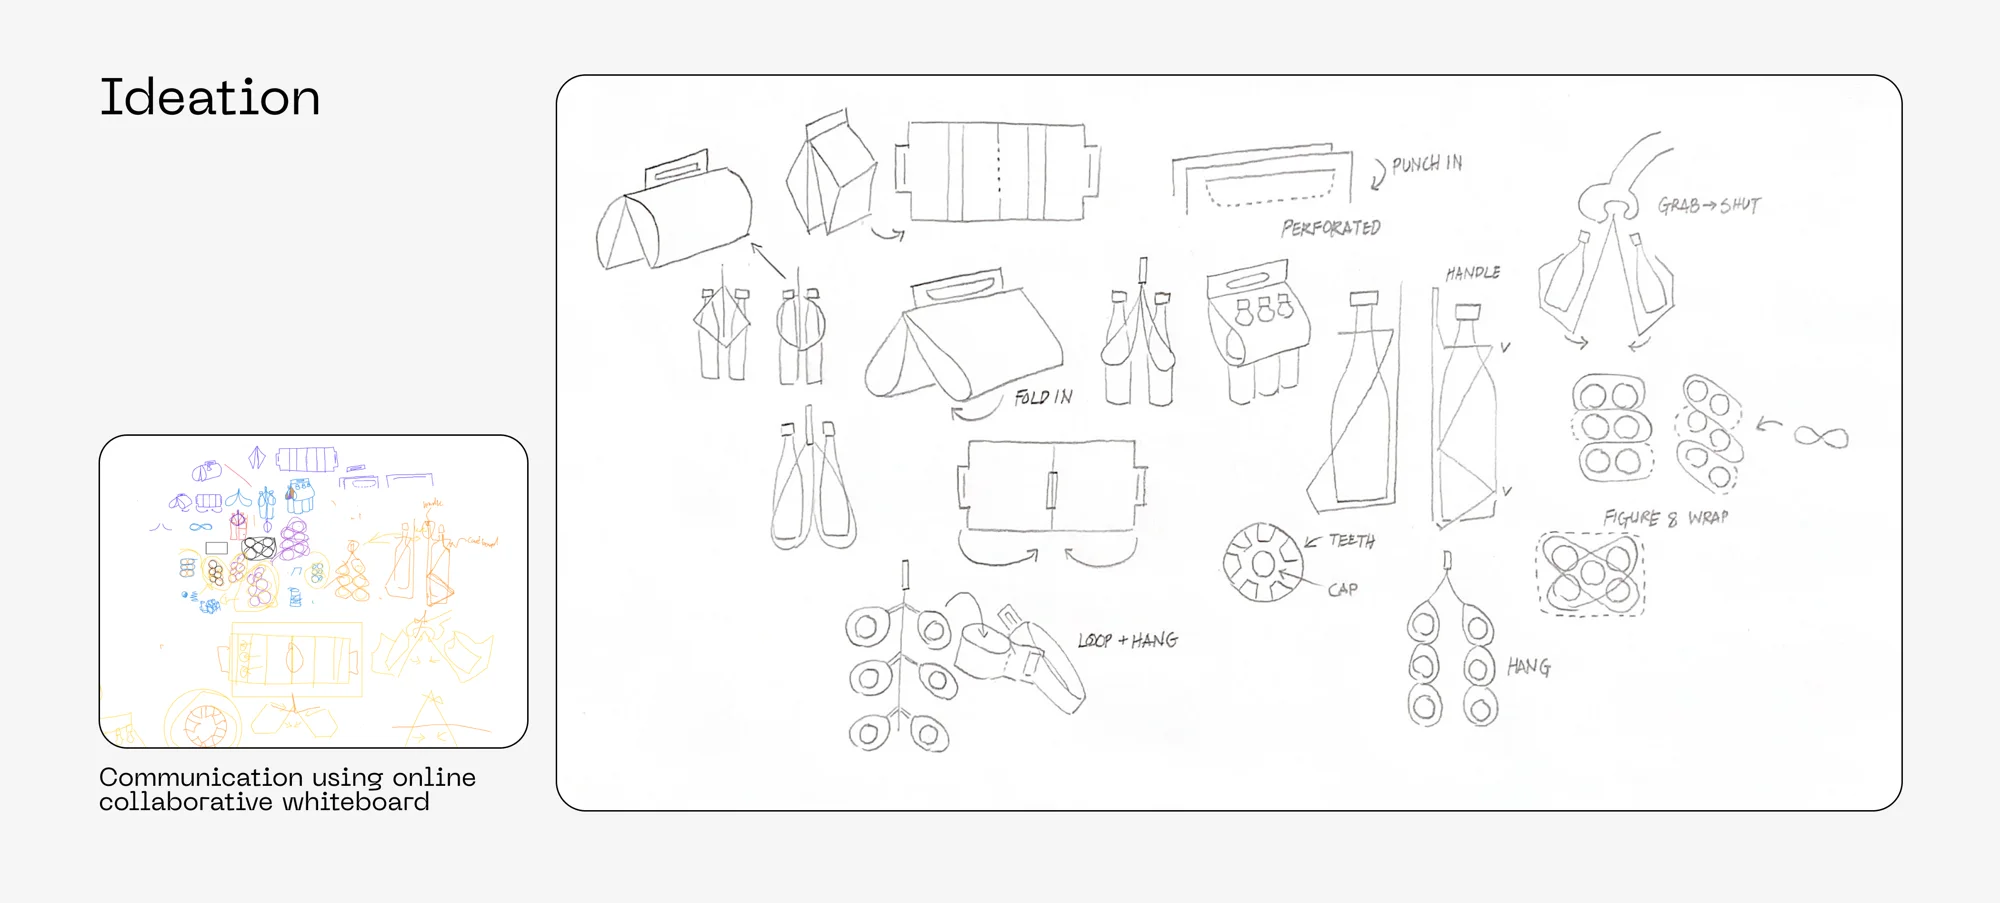 Ideation
PUNCH IN
PERFORATED
GRAB→SHUT
HANDLE
FOLD IN
FIGURE 8 WRAP
TEETH
CAP
LOOP + HANG
HANG
Communication using online
collaborative whiteboard